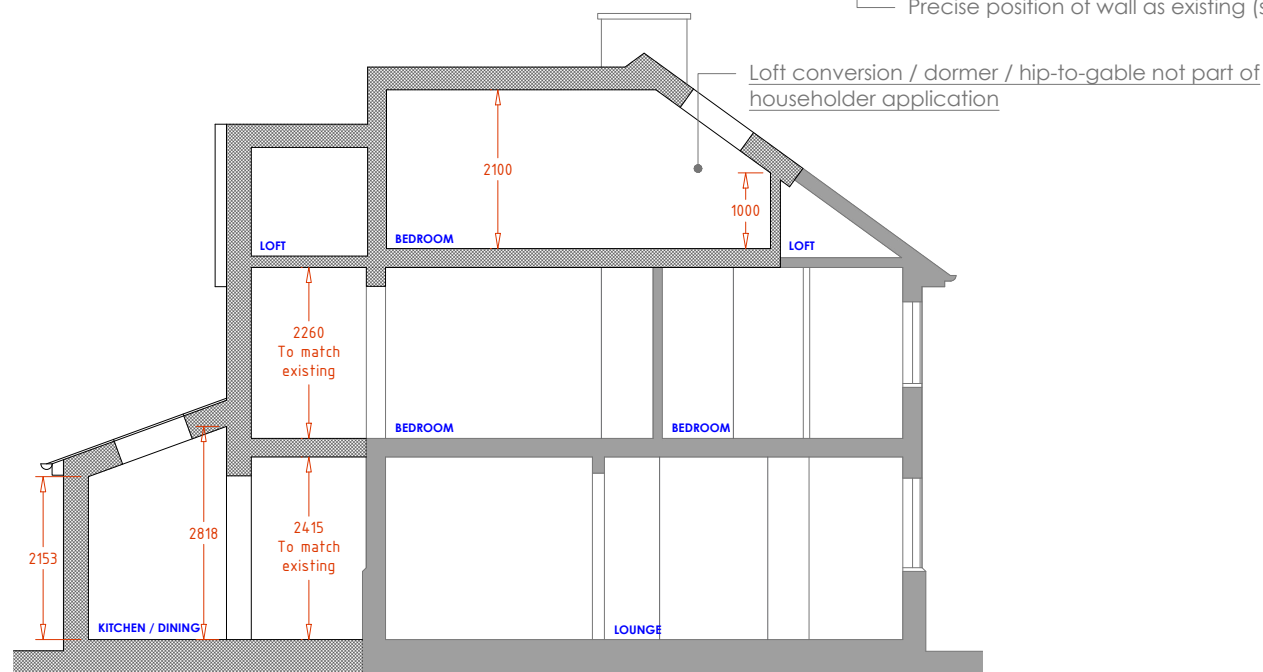 Precise position of wall as existing (s
Loft conversion / dormer / hip-to-gable not part of
householder application
2100
1000
LOFT
BEDROOM
LOFT
2260
To match
existing
BEDROOM
BEDROOM
2153
2818
2415
To match
existing
KITCHEN / DINING
LOUNGE